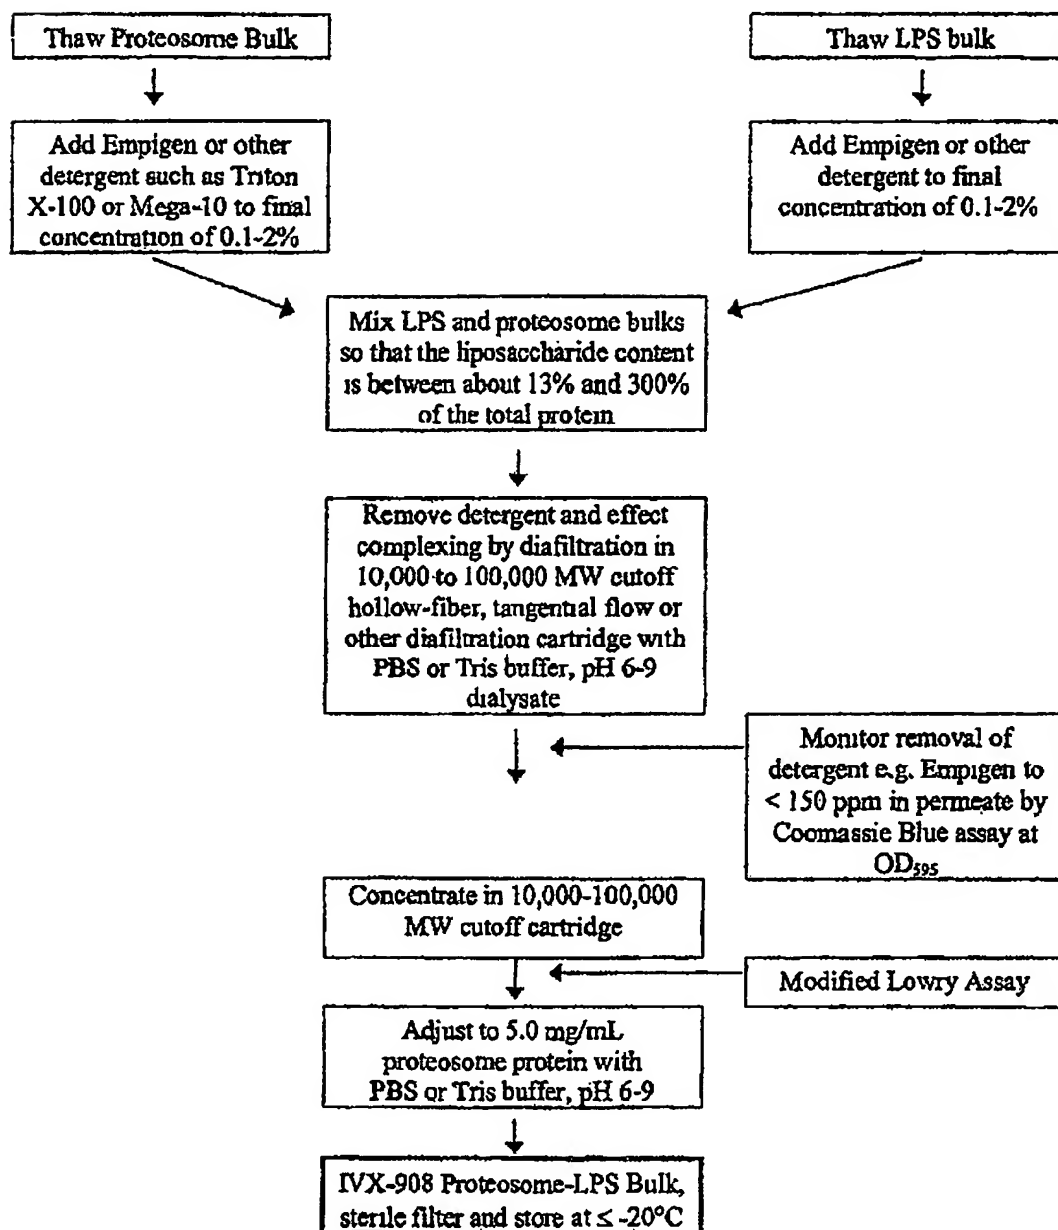 Thaw Proteosome Bulk
Thaw LPS bulk
Add Empigen or other
detergent such as Triton
X-100 or Mega-10 to final
concentration of 0.1-2%
Add Empigen or other
detergent to final
concentration of 0.1-2%
Mix LPS and proteosome bulks
so that the liposaccharide content
is between about 13% and 300%
of the total protein
Remove detergent and effect
complexing by diafiltration in
10,000 to 100,000 MW cutoff
hollow-fiber, tangential flow or
other diafiltration cartridge with
PBS or Tris buffer, pH 6-9
dialysate
Monitor removal of
detergent e.g. Empigen to
< 150 ppm in permeate by
Coomassie Blue assay at
OD₅₉₅
Concentrate in 10,000-100,000
MW cutoff cartridge
Modified Lowry Assay
Adjust to 5.0 mg/mL
proteosome protein with
PBS or Tris buffer, pH 6-9
IVX-908 Proteosome-LPS Bulk,
sterile filter and store at ≤ -20°C